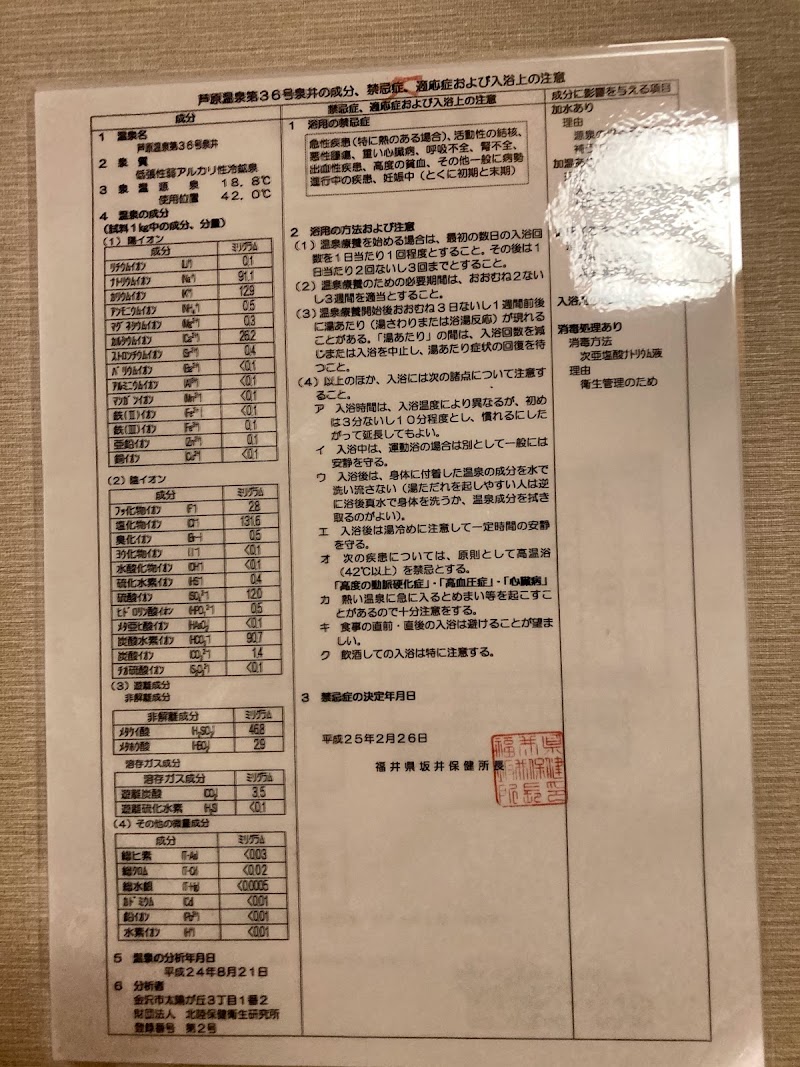 芦原温泉第36号泉井の成分、禁忌症、適応症および入浴上の注意
成分
1 温泉名
芦原温泉第36号泉井
2 泉質
低張性弱アルカリ性冷鉱泉
3 泉温 源泉 18.8℃
使用位置 42.0℃
4 温泉の成分
(試料1kg中の成分、分量)
(1) 陽イオン
成分 ミリグラム
リチウムイオン (Li⁺) 0.1
ナトリウムイオン (Na⁺) 91.1
カリウムイオン (K⁺) 12.9
アンモニウムイオン (NH₄⁺) 0.5
マグネシウムイオン (Mg²⁺) 0.3
カルシウムイオン (Ca²⁺) 26.2
ストロンチウムイオン (Sr²⁺) 0.4
バリウムイオン (Ba²⁺) <0.1
アルミニウムイオン (Al³⁺) <0.1
マンガンイオン (Mn²⁺) <0.1
鉄(Ⅱ)イオン (Fe²⁺) 0.1
鉄(Ⅲ)イオン (Fe³⁺) 0.1
亜鉛イオン (Zn²⁺) 0.1
銅イオン (Cu²⁺) <0.1
(2) 陰イオン
成分 ミリグラム
フッ化物イオン (F⁻) 2.8
塩化物イオン (Cl⁻) 131.6
臭化イオン (Br⁻) 0.5
ヨウ化物イオン (I⁻) <0.1
水酸化物イオン (OH⁻) <0.1
硫化水素イオン (HS⁻) 0.4
硫酸イオン (SO₄²⁻) 12.0
ヒドロリン酸イオン (HPO₄²⁻) 0.5
メタ亜ヒ酸イオン (HAsO₂) <0.1
炭酸水素イオン (HCO₃⁻) 90.7
炭酸イオン (CO₃²⁻) 1.4
チオ硫酸イオン (S₂O₃²⁻) <0.1
(3) 遊離成分
非解離成分
非解離成分 ミリグラム
メタケイ酸 (H₂SiO₃) 46.8
メタホウ酸 (HBO₂) 2.9
溶存ガス成分
溶存ガス成分 ミリグラム
遊離炭酸 (CO₂) 3.5
遊離硫化水素 (H₂S) <0.1
(4) その他の微量成分
成分 ミリグラム
総ヒ素 (T-As) <0.03
総クロム (T-Cr) <0.02
総水銀 (T-Hg) <0.0005
カドミウム (Cd) <0.01
鉛イオン (Pb²⁺) <0.01
水素イオン (H⁺) <0.01
5 温泉の分析年月日
平成24年8月21日
6 分析者
金沢市太陽が丘3丁目1番2
財団法人 北陸保健衛生研究所
登録番号 第2号
禁忌症、適応症および入浴上の注意
1 浴用の禁忌症
急性疾患(特に熱のある場合)、活動性の結核、
悪性腫瘍、重い心臓病、呼吸不全、腎不全、
出血性疾患、高度の貧血、その他一般に病勢
進行中の疾患、妊娠中(とくに初期と末期)
2 浴用の方法および注意
(1)温泉療養を始める場合は、最初の数日の入浴回
数を1日当たり1回程度とすること。その後は1
日当たり2回ないし3回までとすること。
(2)温泉療養のための必要期間は、おおむね2ない
し3週間を適当とすること。
(3)温泉療養開始後おおむね3日ないし1週間前後
に湯あたり(湯さわりまたは浴湯反応)が現れる
ことがある。「湯あたり」の間は、入浴回数を減
じまたは入浴を中止し、湯あたり症状の回復を待
つこと。
(4)以上のほか、入浴には次の諸点について注意す
ること。
ア 入浴時間は、入浴温度により異なるが、初め
は3分ないし10分程度とし、慣れるにした
がって延長してもよい。
イ 入浴中は、運動浴の場合は別として一般には
安静を守る。
ウ 入浴後は、身体に付着した温泉の成分を水で
洗い流さない(湯ただれを起しやすい人は逆
に浴後真水で身体を洗うか、温泉成分を拭き
取るのがよい)。
エ 入浴後は湯冷めに注意して一定時間の安静
を守る。
オ 次の疾患については、原則として高温浴
(42℃以上)を禁忌とする。
「高度の動脈硬化症」・「高血圧症」・「心臓病」
カ 熱い温泉に急に入るとめまい等を起こすこ
とがあるので十分注意をする。
キ 食事の直前・直後の入浴は避けることが望ま
しい。
ク 飲酒しての入浴は特に注意する。
3 禁忌症の決定年月日
平成25年2月26日
福井県坂井保健所長
成分に影響を与える項目
加水あり
理由
源泉の
補
加温あり
入浴
消毒処理あり
消毒方法
次亜塩酸ナトリウム液
理由
衛生管理のため